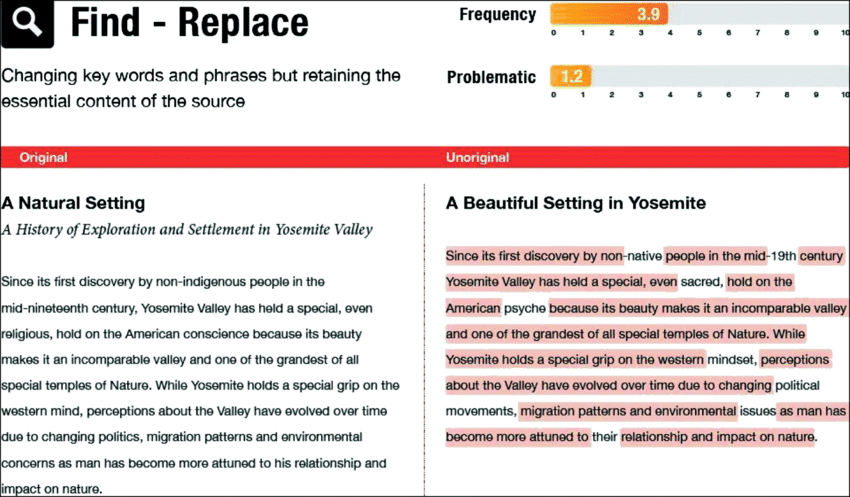 Find - Replace
Changing key words and phrases but retaining the
essential content of the source
Frequency
3.9
0 1 2 3 4 5 6 7 8 9 10
Problematic
1.2
0 1 2 3 4 5 6 7 8 9 10
Original
Unoriginal
A Natural Setting
A History of Exploration and Settlement in Yosemite Valley
Since its first discovery by non-indigenous people in the
mid-nineteenth century, Yosemite Valley has held a special, even
religious, hold on the American conscience because its beauty
makes it an incomparable valley and one of the grandest of all
special temples of Nature. While Yosemite holds a special grip on the
western mind, perceptions about the Valley have evolved over time
due to changing politics, migration patterns and environmental
concerns as man has become more attuned to his relationship and
impact on nature.
A Beautiful Setting in Yosemite
Since its first discovery by non-native people in the mid-19th century
Yosemite Valley has held a special, even sacred, hold on the
American psyche because its beauty makes it an incomparable valley
and one of the grandest of all special temples of Nature. While
Yosemite holds a special grip on the western mindset, perceptions
about the Valley have evolved over time due to changing political
movements, migration patterns and environmental issues as man has
become more attuned to their relationship and impact on nature.